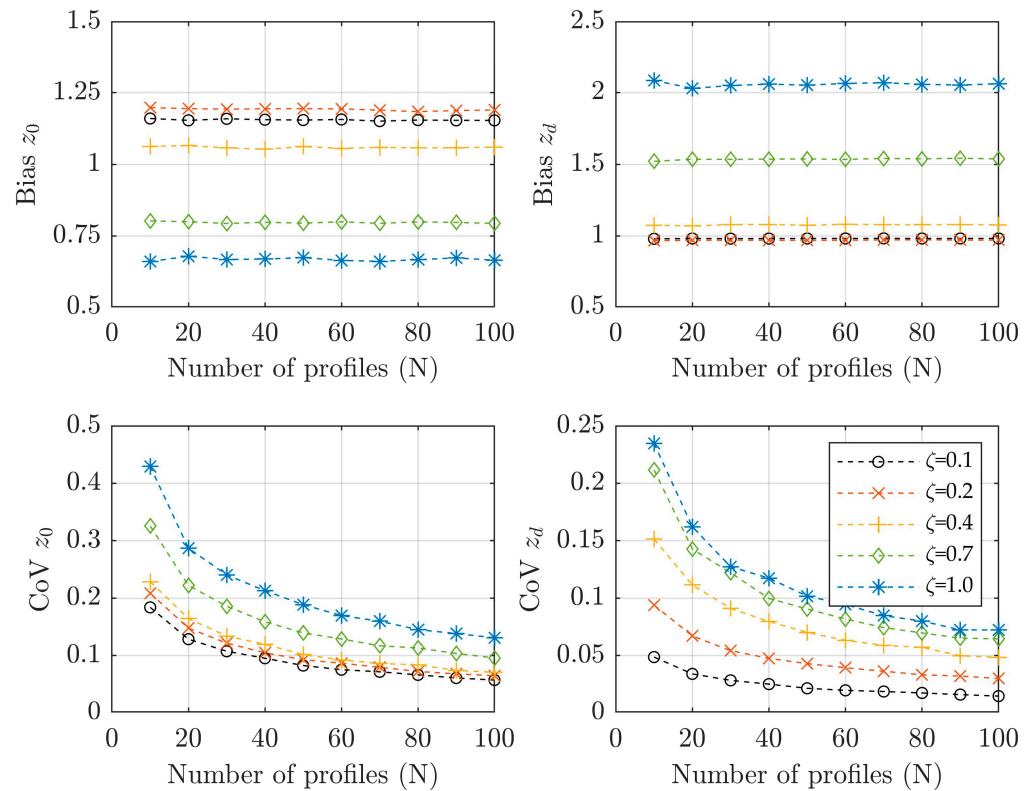 1.5
1.25
1
0.75
0.5
Bias z0
0 20 40 60 80 100
Number of profiles (N)
2.5
2
1.5
1
0.5
Bias zd
0 20 40 60 80 100
Number of profiles (N)
0.5
0.4
0.3
0.2
0.1
0
CoV z0
0 20 40 60 80 100
Number of profiles (N)
0.25
0.2
0.15
0.1
0.05
0
CoV zd
0 20 40 60 80 100
Number of profiles (N)
ζ=0.1
ζ=0.2
ζ=0.4
ζ=0.7
ζ=1.0